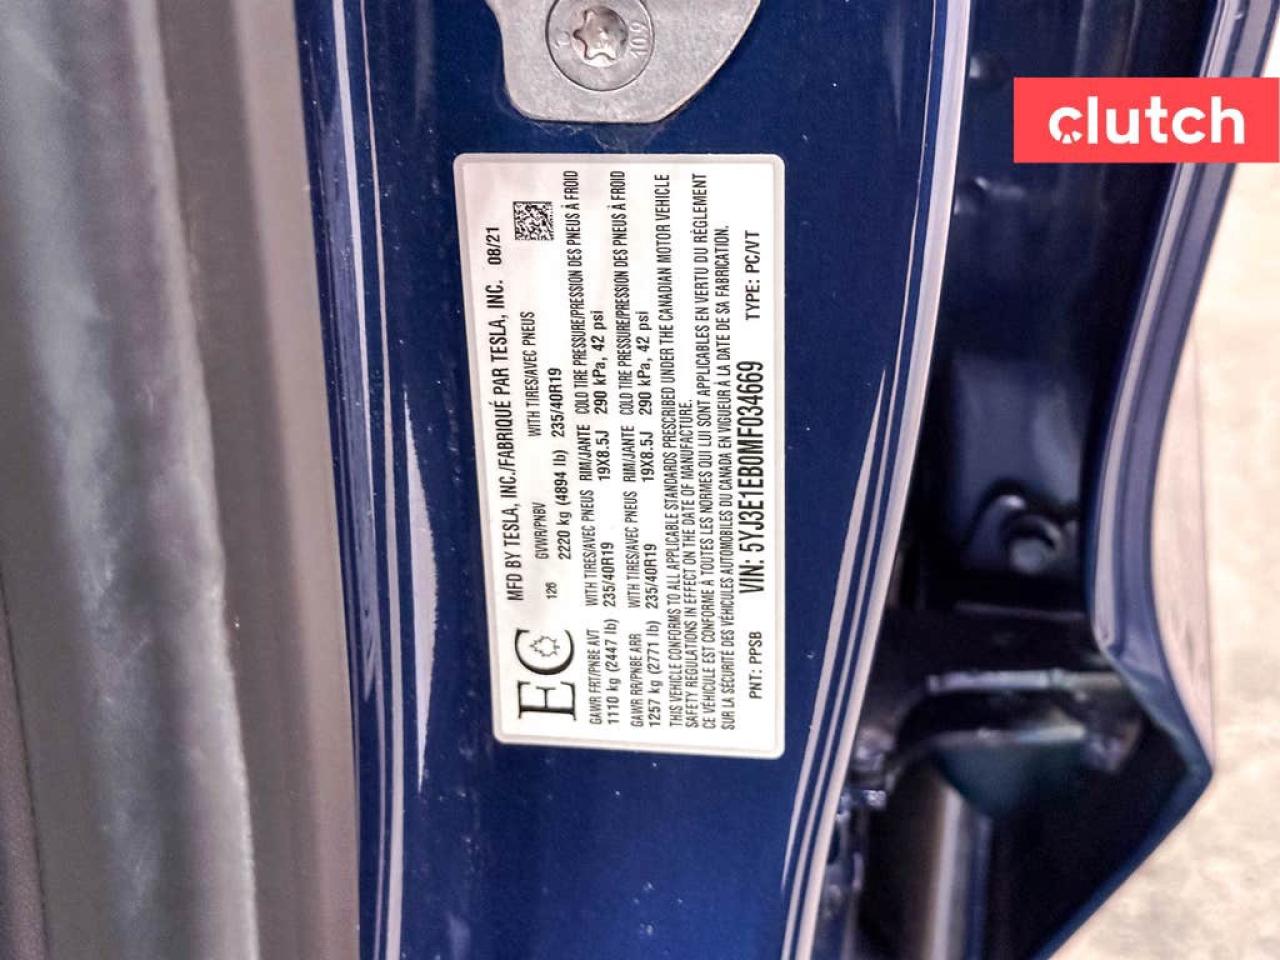 clutch
10.9
MFD BY TESLA, INC./FABRIQUÉ PAR TESLA, INC. 08/21
126 GVWR/PNBV WITH TIRES/AVEC PNEUS
2220 kg (4894 lb) 235/40R19
EC
GAWR FRT/PNBE AVT WITH TIRES/AVEC PNEUS RIM/JANTE COLD TIRE PRESSURE/PRESSION DES PNEUS À FROID
1110 kg (2447 lb) 235/40R19 19X8.5J 290 kPa, 42 psi
GAWR RR/PNBE ARR WITH TIRES/AVEC PNEUS RIM/JANTE COLD TIRE PRESSURE/PRESSION DES PNEUS À FROID
1257 kg (2771 lb) 235/40R19 19X8.5J 290 kPa, 42 psi
THIS VEHICLE CONFORMS TO ALL APPLICABLE STANDARDS PRESCRIBED UNDER THE CANADIAN MOTOR VEHICLE
SAFETY REGULATIONS IN EFFECT ON THE DATE OF MANUFACTURE.
CE VÉHICULE EST CONFORME À TOUTES LES NORMES QUI LUI SONT APPLICABLES EN VERTU DU RÈGLEMENT
SUR LA SÉCURITÉ DES VÉHICULES AUTOMOBILES DU CANADA EN VIGUEUR À LA DATE DE SA FABRICATION.
PNT: PPSB VIN: 5YJ3E1EB0MF034669 TYPE: PC/VT